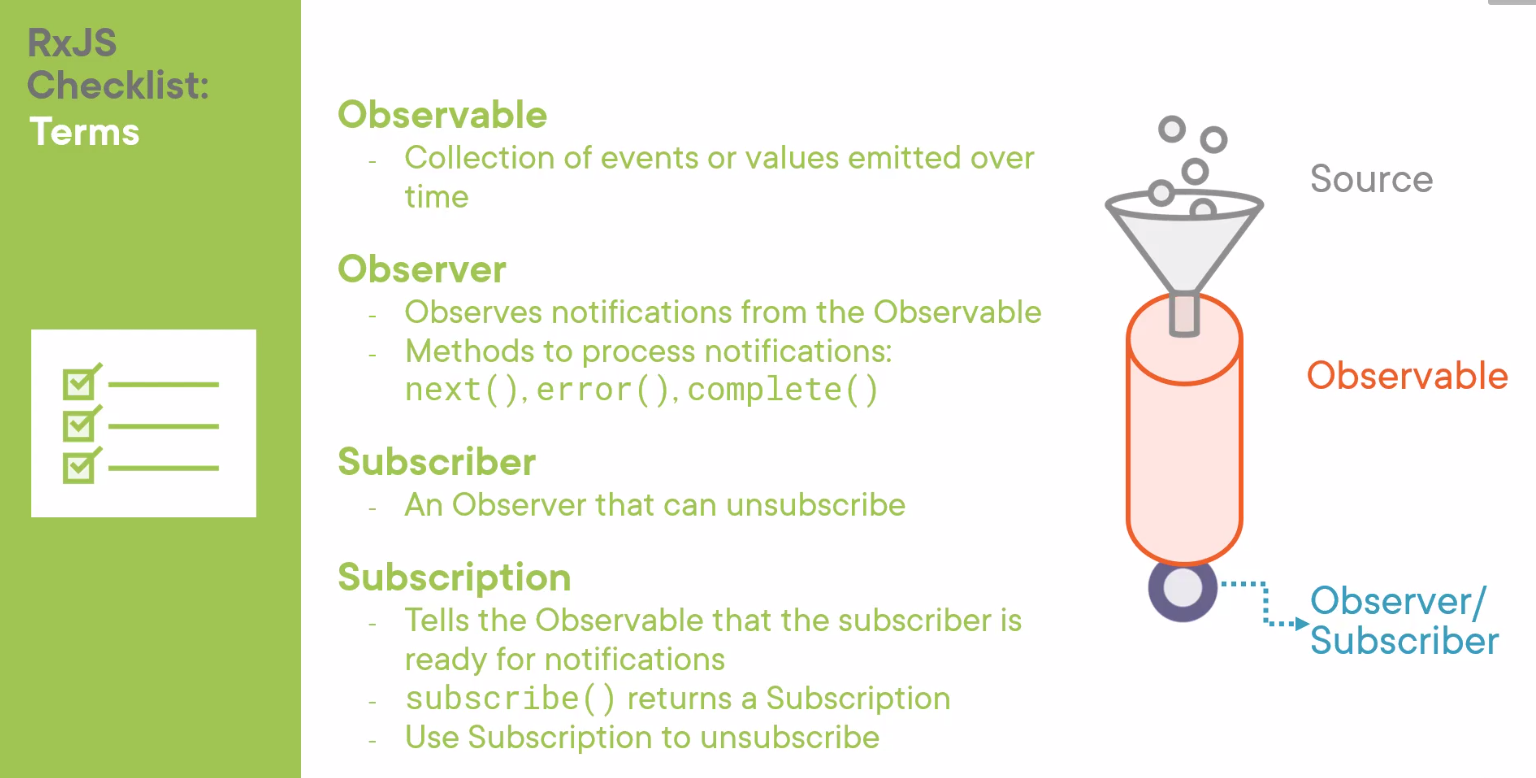 RxJS
Checklist:
Terms
Observable
- Collection of events or values emitted over
time
Observer
- Observes notifications from the Observable
- Methods to process notifications:
next(), error(), complete()
Subscriber
- An Observer that can unsubscribe
Subscription
- Tells the Observable that the subscriber is
ready for notifications
- subscribe() returns a Subscription
- Use Subscription to unsubscribe
Source
Observable
Observer/
Subscriber